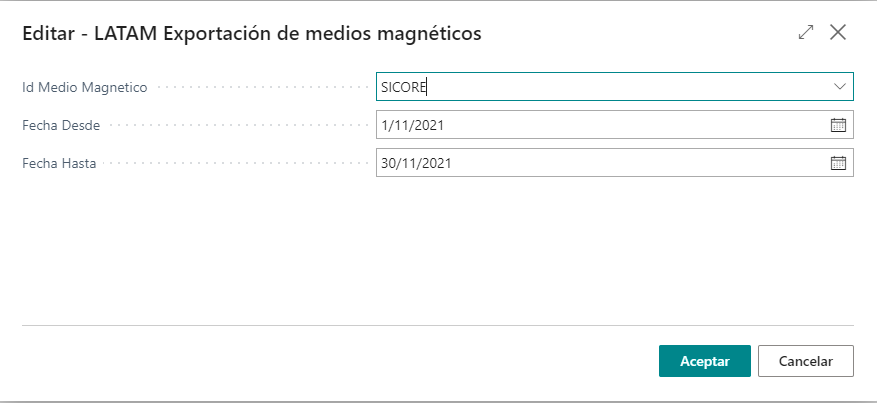 Editar - LATAM Exportación de medios magnéticos
Id Medio Magnetico SICORE
Fecha Desde 1/11/2021
Fecha Hasta 30/11/2021
Aceptar Cancelar